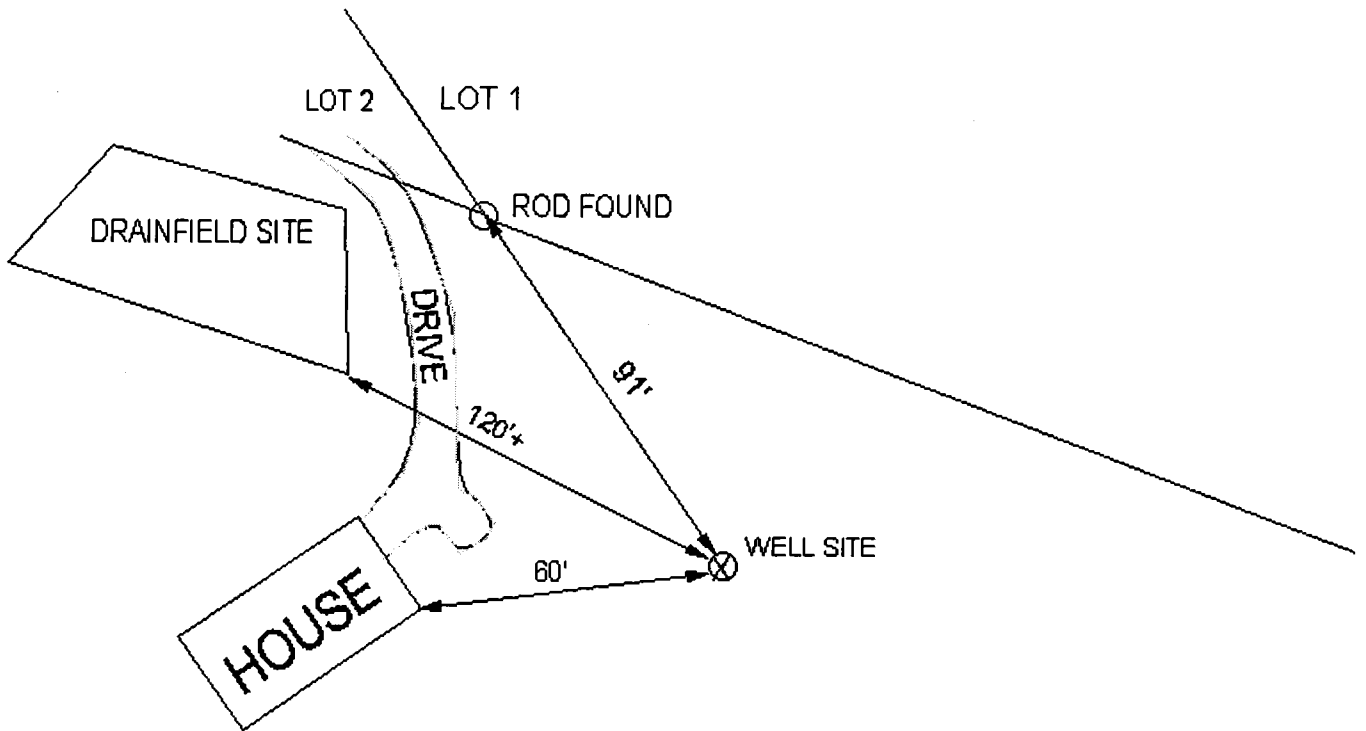 LOT 2
LOT 1
ROD FOUND
DRAINFIELD SITE
DRIVE
91'
120'+
WELL SITE
60'
HOUSE